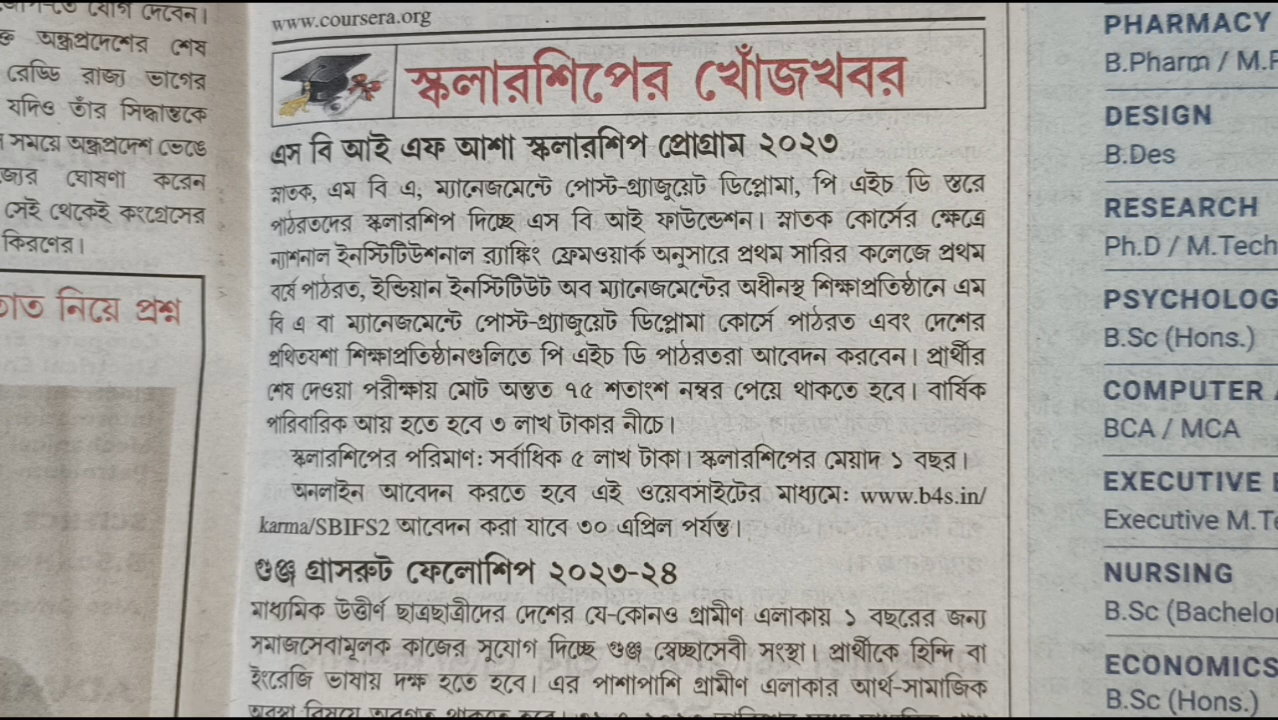 যোগ দেবেন।
অন্ধ্রপ্রদেশের শেষ
রেড্ডি রাজ্য ভাগের
যদিও তাঁর সিদ্ধান্তকে
সময়ে অন্ধ্রপ্রদেশ ভেঙে
ঘোষণা করেন
সেই থেকেই কংগ্রেসের
কিরণের।
নিয়ে প্রশ্ন
www.coursera.org
স্কলারশিপের খোঁজখবর
এস বি আই এফ আশা স্কলারশিপ প্রোগ্রাম ২০২৩
স্নাতক, এম বি এ, ম্যানেজমেন্টে পোস্ট-গ্র্যাজুয়েট ডিপ্লোমা, পি এইচ ডি স্তরে
পাঠরতদের স্কলারশিপ দিচ্ছে এস বি আই ফাউন্ডেশন। স্নাতক কোর্সের ক্ষেত্রে
ন্যাশনাল ইনস্টিটিউশনাল র‍্যাঙ্কিং ফ্রেমওয়ার্ক অনুসারে প্রথম সারির কলেজে প্রথম
বর্ষে পাঠরত, ইন্ডিয়ান ইনস্টিটিউট অব ম্যানেজমেন্টের অধীনস্থ শিক্ষাপ্রতিষ্ঠানে এম
বি এ বা ম্যানেজমেন্টে পোস্ট-গ্র্যাজুয়েট ডিপ্লোমা কোর্সে পাঠরত এবং দেশের
প্রথিতযশা শিক্ষাপ্রতিষ্ঠানগুলিতে পি এইচ ডি পাঠরতরা আবেদন করবেন। প্রার্থীর
শেষ দেওয়া পরীক্ষায় মোট অন্তত ৭৫ শতাংশ নম্বর পেয়ে থাকতে হবে। বার্ষিক
পারিবারিক আয় হতে হবে ৩ লাখ টাকার নীচে।
স্কলারশিপের পরিমাণ: সর্বাধিক ৫ লাখ টাকা। স্কলারশিপের মেয়াদ ১ বছর।
অনলাইন আবেদন করতে হবে এই ওয়েবসাইটের মাধ্যমে: www.b4s.in/
karma/SBIFS2 আবেদন করা যাবে ৩০ এপ্রিল পর্যন্ত।
গুঞ্জ গ্রাসরুট ফেলোশিপ ২০২৩-২৪
মাধ্যমিক উত্তীর্ণ ছাত্রছাত্রীদের দেশের যে-কোনও গ্রামীণ এলাকায় ১ বছরের জন্য
সমাজসেবামূলক কাজের সুযোগ দিচ্ছে গুঞ্জ স্বেচ্ছাসেবী সংস্থা। প্রার্থীকে হিন্দি বা
ইংরেজি ভাষায় দক্ষ হতে হবে। এর পাশাপাশি গ্রামীণ এলাকার আর্থ-সামাজিক
PHARMACY
B.Pharm / M.P
DESIGN
B.Des
RESEARCH
Ph.D / M.Tech
PSYCHOLOG
B.Sc (Hons.)
COMPUTER
BCA / MCA
EXECUTIVE
Executive M.Te
NURSING
B.Sc (Bachelo
ECONOMICS
B.Sc (Hons.)